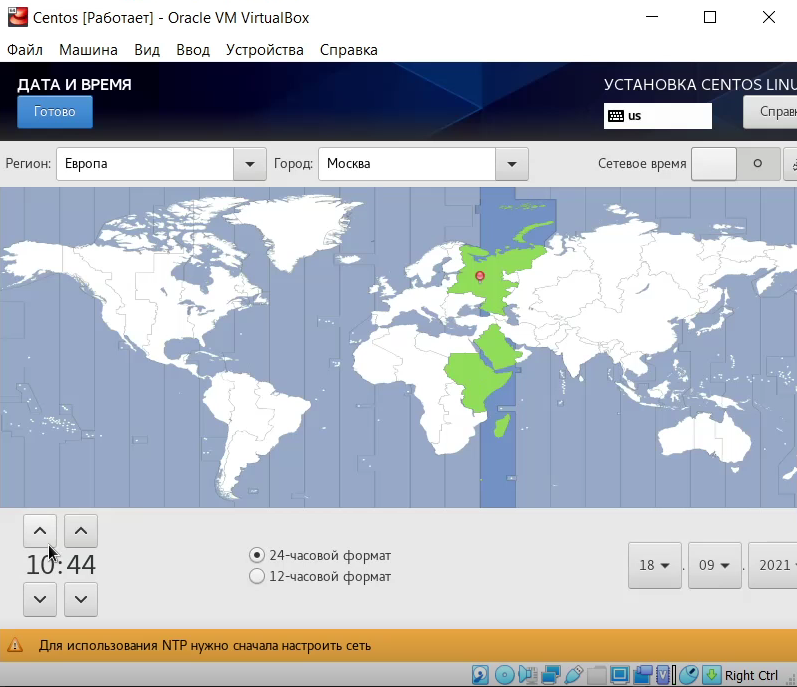 Centos [Работает] - Oracle VM VirtualBox
Файл Машина Вид Ввод Устройства Справка
ДАТА И ВРЕМЯ
УСТАНОВКА CENTOS LINU
Готово
us
Справк
Регион: Европа Город: Москва Сетевое время
10:44
24-часовой формат
12-часовой формат
18 . 09 . 2021
Для использования NTP нужно сначала настроить сеть
Right Ctrl